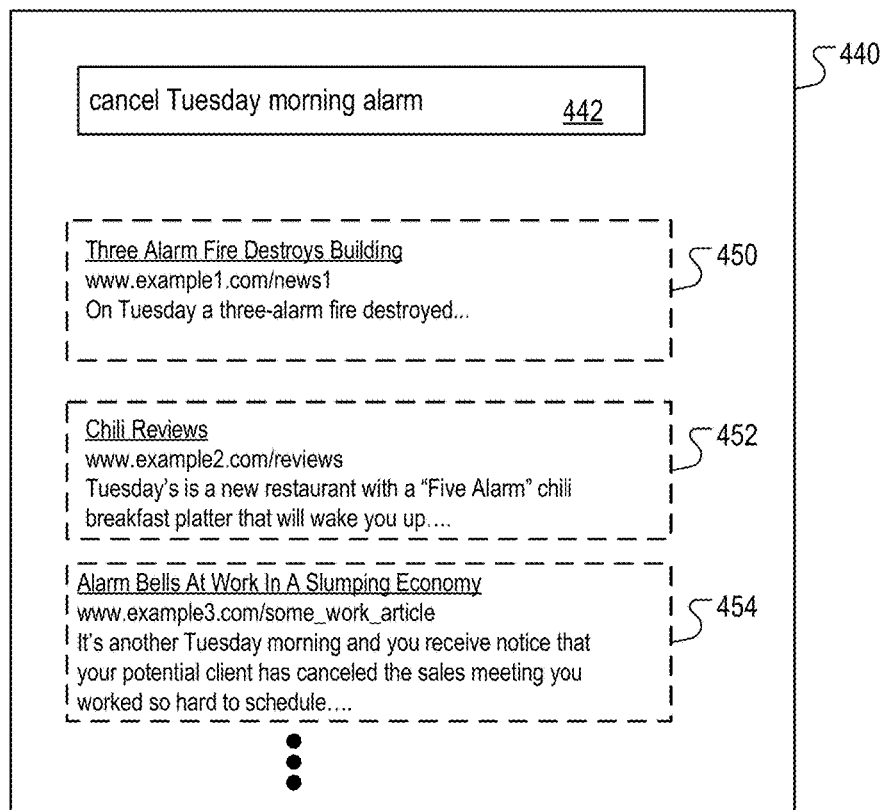 440
cancel Tuesday morning alarm 442
Three Alarm Fire Destroys Building
www.example1.com/news1
On Tuesday a three-alarm fire destroyed...
450
Chili Reviews
www.example2.com/reviews
Tuesday's is a new restaurant with a “Five Alarm” chili
breakfast platter that will wake you up….
452
Alarm Bells At Work In A Slumping Economy
www.example3.com/some_work_article
It's another Tuesday morning and you receive notice that
your potential client has canceled the sales meeting you
worked so hard to schedule….
454